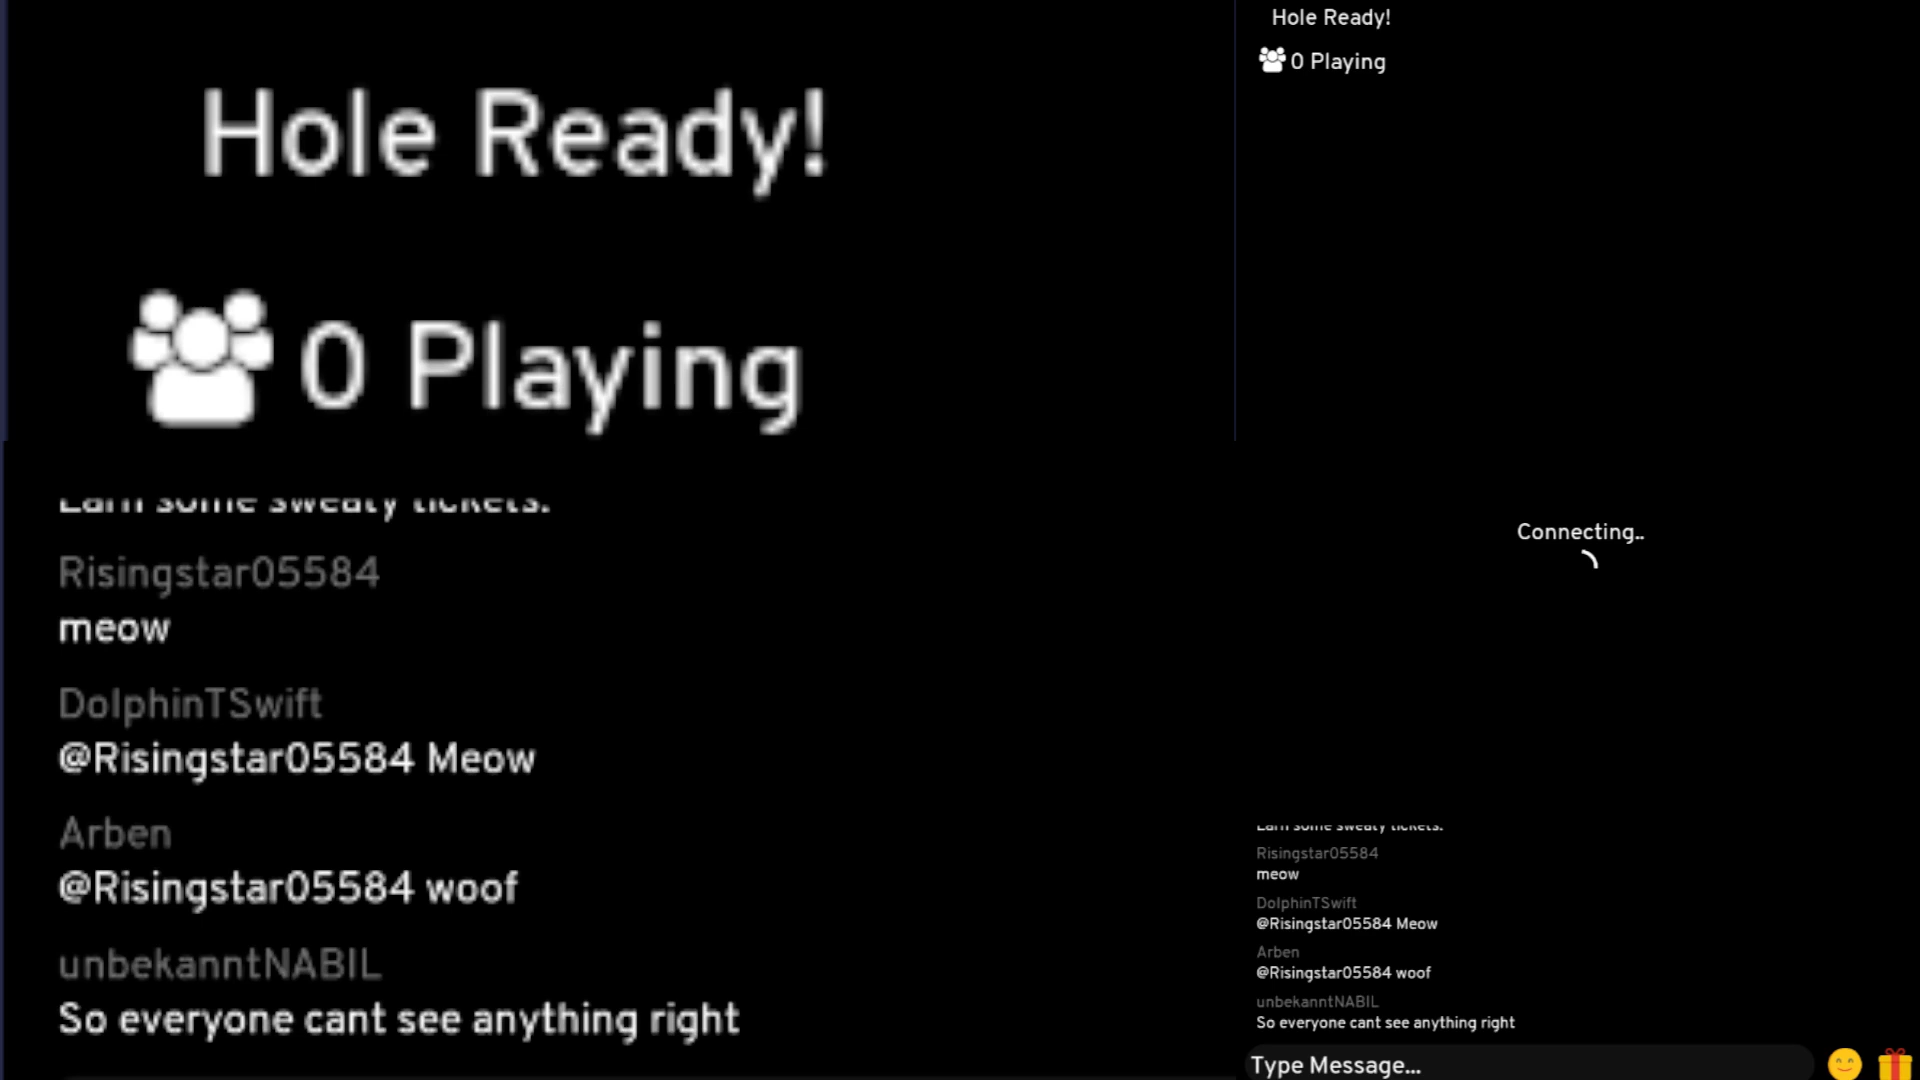 Hole Ready!
0 Playing
Earn some sweaty tickets.
Risingstar05584
meow
DolphinTSwift
@Risingstar05584 Meow
Arben
@Risingstar05584 woof
unbekanntNABIL
So everyone cant see anything right
Hole Ready!
0 Playing
Connecting..
Earn some sweaty tickets.
Risingstar05584
meow
DolphinTSwift
@Risingstar05584 Meow
Arben
@Risingstar05584 woof
unbekanntNABIL
So everyone cant see anything right
Type Message...